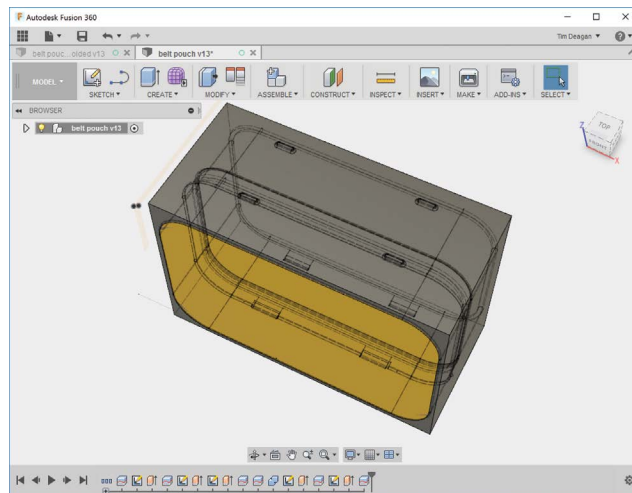 Autodesk Fusion 360
Tim Deagan
belt pouc...olded v13
belt pouch v13*
MODEL
SKETCH
CREATE
MODIFY
ASSEMBLE
CONSTRUCT
INSPECT
INSERT
MAKE
ADD-INS
SELECT
BROWSER
belt pouch v13
TOP
FRONT
Z
X